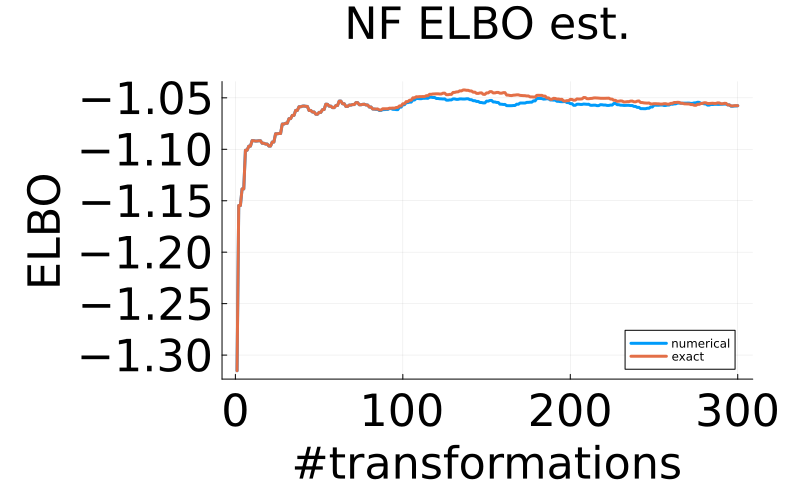 NF ELBO est.
−1.05
−1.10
−1.15
−1.20
−1.25
−1.30
ELBO
numerical
exact
0 100 200 300
#transformations